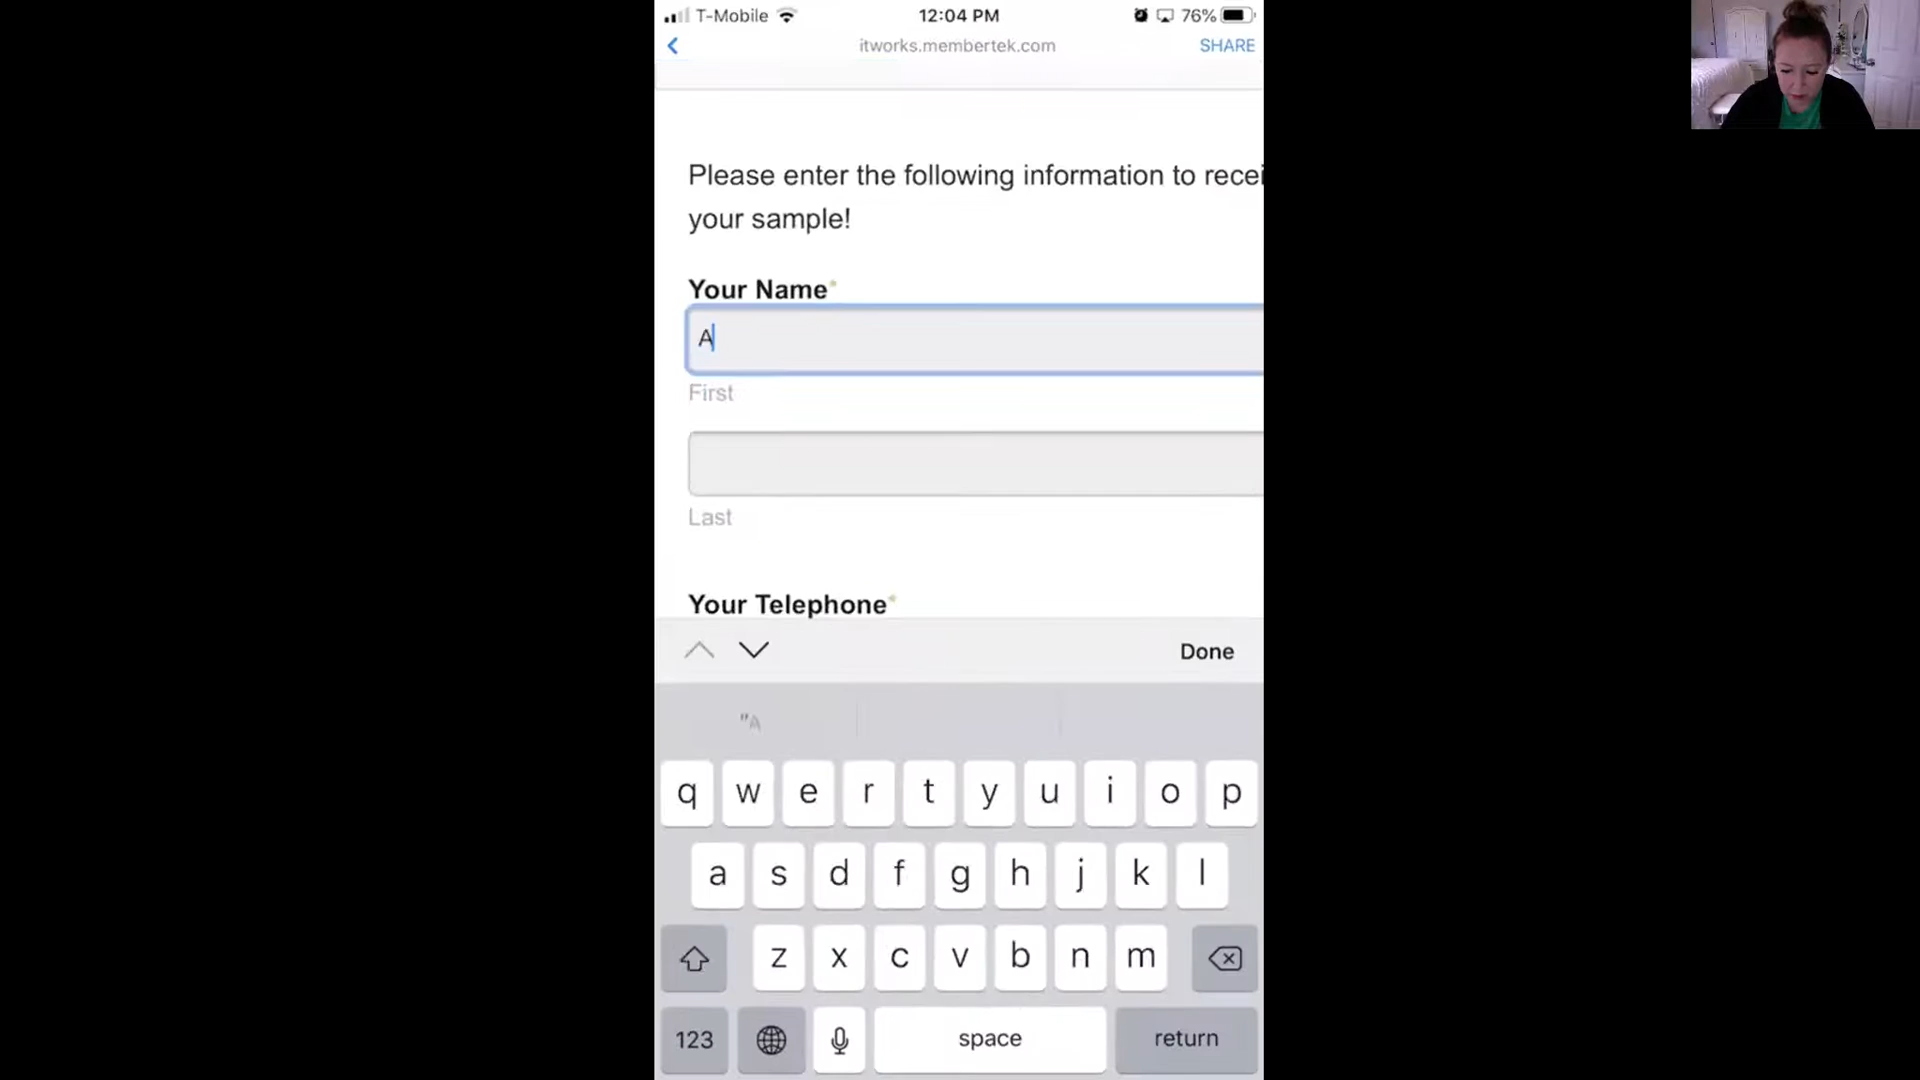 T-Mobile 12:04 PM 76%
itworks.membertek.com SHARE
Please enter the following information to recei
your sample!
Your Name*
A
First
Last
Your Telephone*
Done
"A
q w e r t y u i o p
a s d f g h j k l
z x c v b n m
123 space return